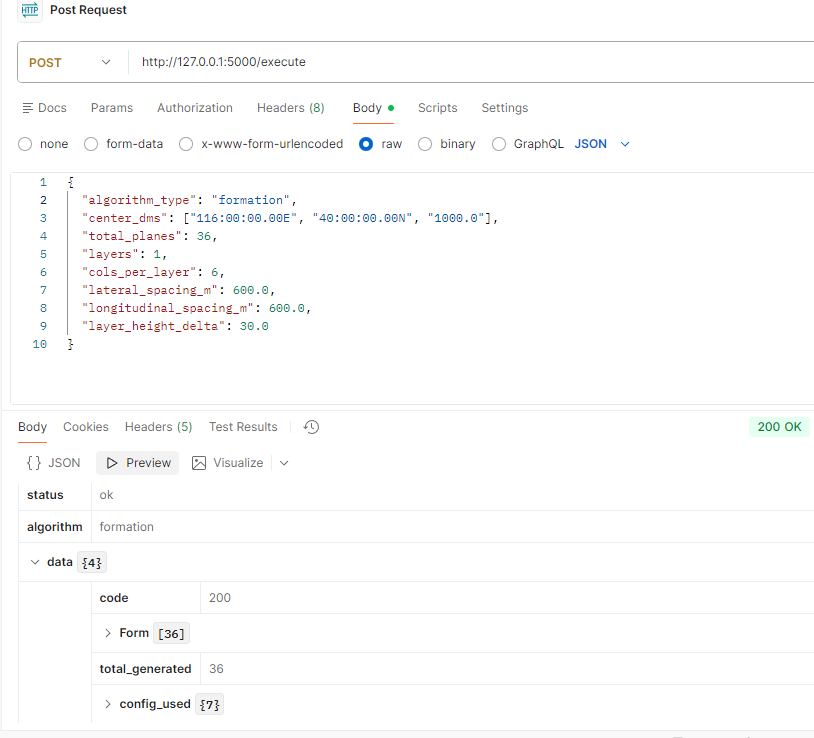 HTTP Post Request
POST http://127.0.0.1:5000/execute
Docs Params Authorization Headers (8) Body Scripts Settings
none form-data x-www-form-urlencoded raw binary GraphQL JSON
1 {
2 "algorithm_type": "formation",
3 "center_dms": ["116:00:00.00E", "40:00:00.00N", "1000.0"],
4 "total_planes": 36,
5 "layers": 1,
6 "cols_per_layer": 6,
7 "lateral_spacing_m": 600.0,
8 "longitudinal_spacing_m": 600.0,
9 "layer_height_delta": 30.0
10 }
Body Cookies Headers (5) Test Results 200 OK
{} JSON Preview Visualize
status ok
algorithm formation
data {4}
code 200
Form [36]
total_generated 36
config_used {7}